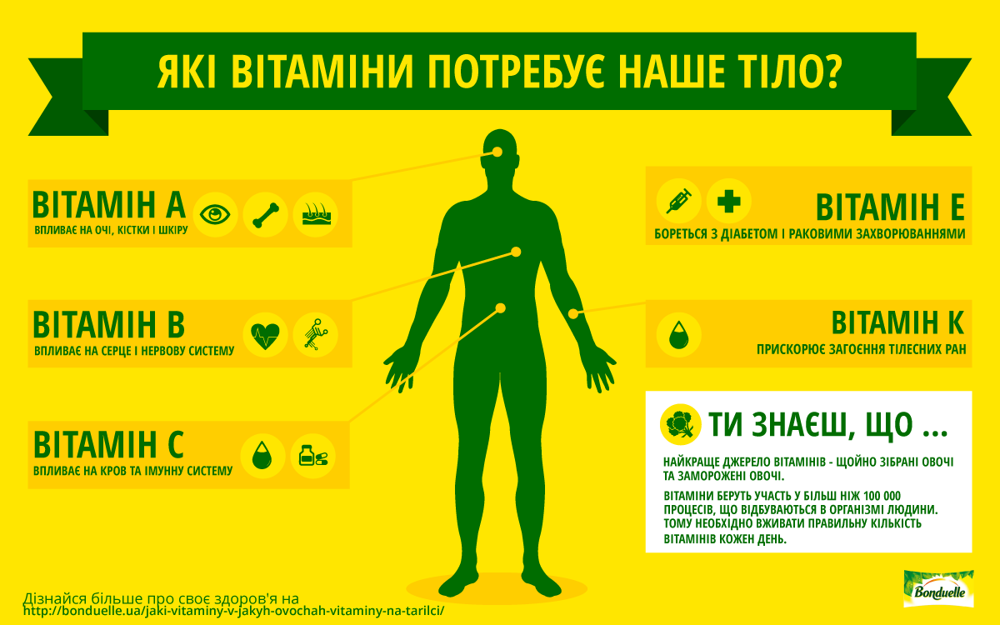 ЯКІ ВІТАМІНИ ПОТРЕБУЄ НАШЕ ТІЛО?
ВІТАМІН А
ВПЛИВАЄ НА ОЧІ, КІСТКИ І ШКІРУ
ВІТАМІН В
ВПЛИВАЄ НА СЕРЦЕ І НЕРВОВУ СИСТЕМУ
ВІТАМІН С
ВПЛИВАЄ НА КРОВ ТА ІМУННУ СИСТЕМУ
ВІТАМІН Е
БОРЕТЬСЯ З ДІАБЕТОМ І РАКОВИМИ ЗАХВОРЮВАННЯМИ
ВІТАМІН К
ПРИСКОРЮЄ ЗАГОЄННЯ ТІЛЕСНИХ РАН
ТИ ЗНАЄШ, ЩО ...
НАЙКРАЩЕ ДЖЕРЕЛО ВІТАМІНІВ - ЩОЙНО ЗІБРАНІ ОВОЧІ
ТА ЗАМОРОЖЕНІ ОВОЧІ.
ВІТАМІНИ БЕРУТЬ УЧАСТЬ У БІЛЬШ НІЖ 100 000
ПРОЦЕСІВ, ЩО ВІДБУВАЮТЬСЯ В ОРГАНІЗМІ ЛЮДИНИ.
ТОМУ НЕОБХІДНО ВЖИВАТИ ПРАВИЛЬНУ КІЛЬКІСТЬ
ВІТАМІНІВ КОЖЕН ДЕНЬ.
Дізнайся більше про своє здоров'я на
http://bonduelle.ua/jaki-vitaminy-v-jakyh-ovochah-vitaminy-na-tarilci/
Bonduelle